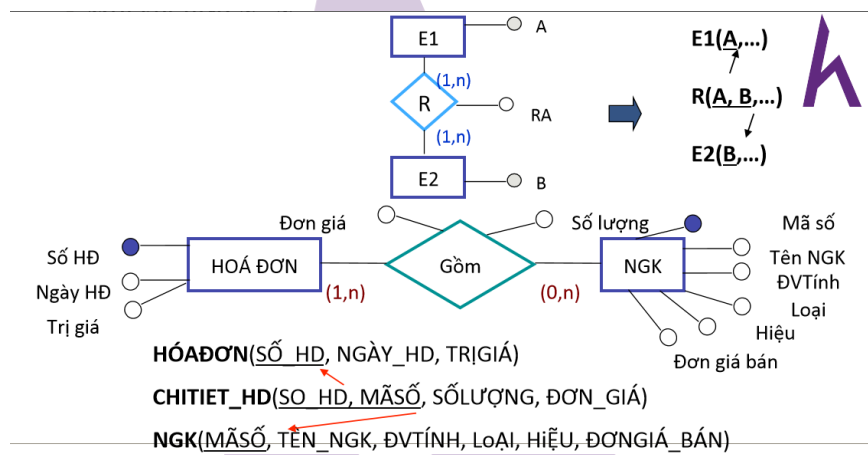 E1
A
(1,n)
R
RA
(1,n)
E2
B
E1(A,...)
R(A, B,...)
E2(B,...)
Đơn giá
Số lượng
Mã số
Số HĐ
Ngày HĐ
Trị giá
HOÁ ĐƠN
(1,n)
Gồm
(0,n)
NGK
Tên NGK
ĐVTính
Loại
Hiệu
Đơn giá bán
HÓAĐƠN(SỐ_HD, NGÀY_HD, TRỊGIÁ)
CHITIET_HD(SO_HD, MÃSỐ, SỐLƯỢNG, ĐƠN_GIÁ)
NGK(MÃSỐ, TÊN_NGK, ĐVTÍNH, LoẠI, HiỆU, ĐƠNGIÁ_BÁN)